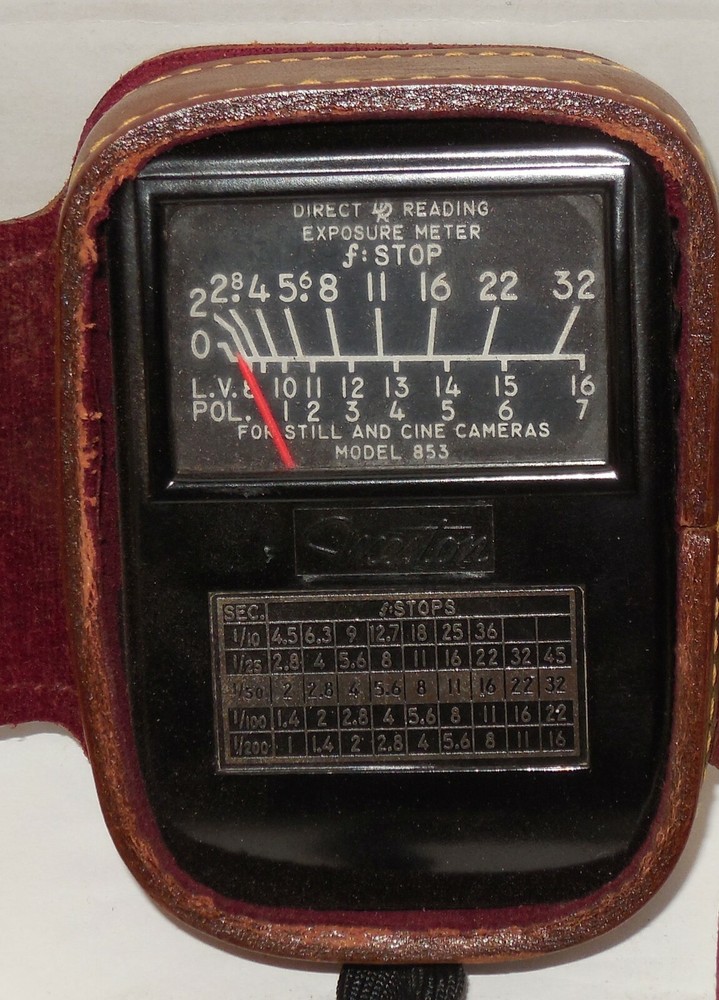 DIRECT READING
EXPOSURE METER
f:STOP
2 2.8 4 5.6 8 11 16 22 32
0
L.V. 8 10 11 12 13 14 15 16
POL. 1 2 3 4 5 6 7
FOR STILL AND CINE CAMERAS
MODEL 853
SEC. f:STOPS
1/10 4.5 6.3 9 12.7 18 25 36
1/25 2.8 4 5.6 8 11 16 22 32 45
1/50 2 2.8 4 5.6 8 11 16 22 32
1/100 1.4 2 2.8 4 5.6 8 11 16 22
1/200 1 1.4 2 2.8 4 5.6 8 11 16